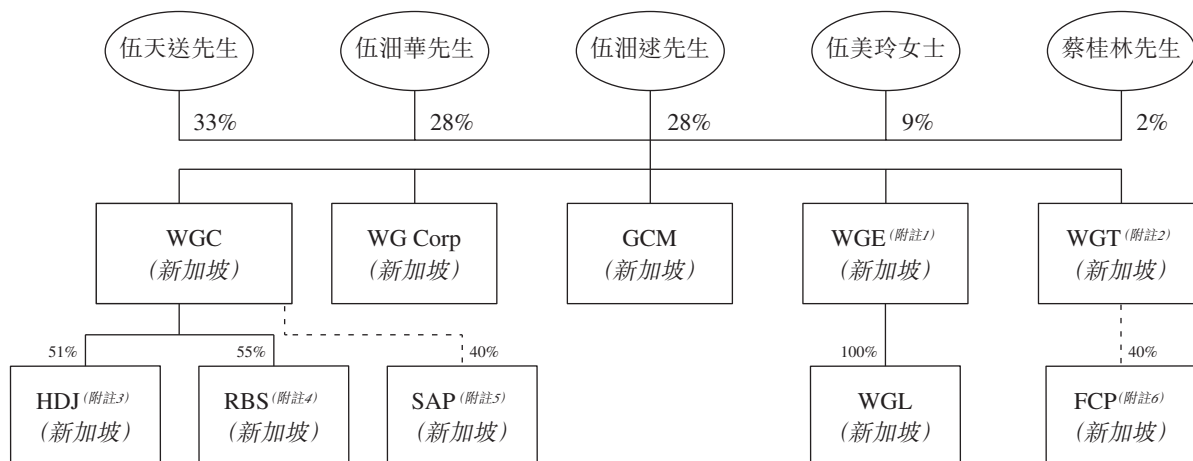 伍天送先生 伍沺華先生 伍沺逑先生 伍美玲女士 蔡桂林先生
33% 28% 28% 9% 2%
WGC WG Corp GCM WGE(附註1) WGT(附註2)
(新加坡) (新加坡) (新加坡) (新加坡) (新加坡)
51% 55% 40% 100% 40%
HDJ(附註3) RBS(附註4) SAP(附註5) WGL FCP(附註6)
(新加坡) (新加坡) (新加坡) (新加坡) (新加坡)